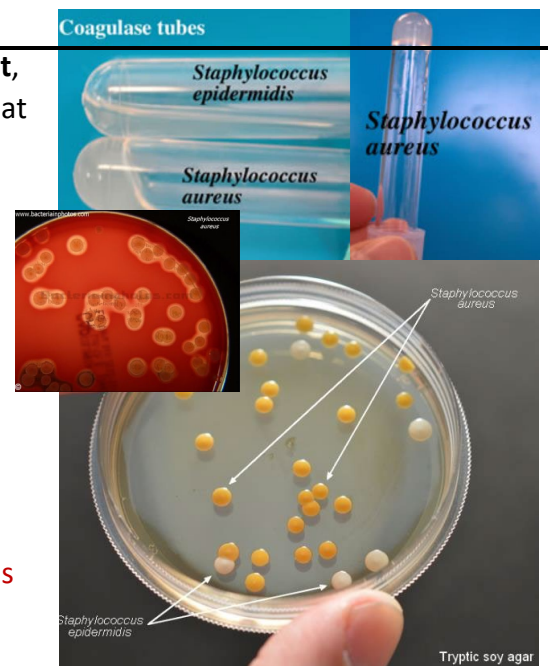 Coagulase tubes
t,
at
Staphylococcus
epidermidis
Staphylococcus
aureus
Staphylococcus
aureus
www.bacteriainphotos.com
Staphylococcus
aureus
Staphylococcus
aureus
s
Staphylococcus
epidermidis
Tryptic soy agar